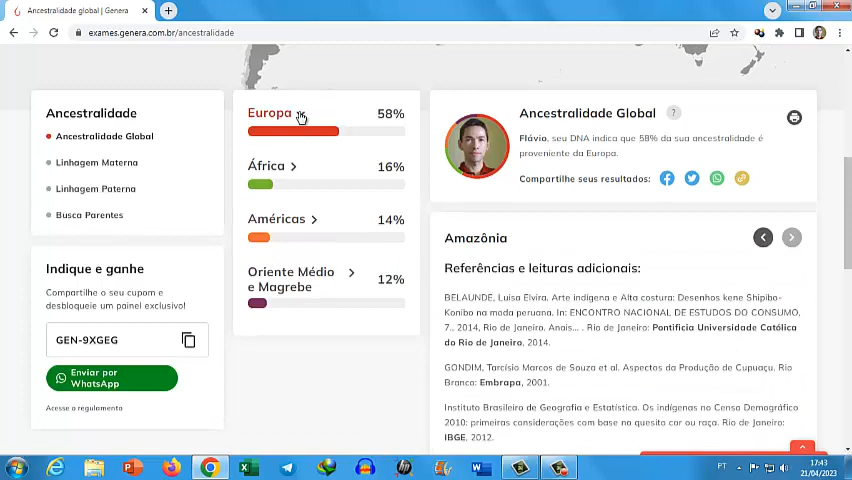 Ancestralidade global | Genera
exames.genera.com.br/ancestralidade
Ancestralidade
Ancestralidade Global
Linhagem Materna
Linhagem Paterna
Busca Parentes
Indique e ganhe
Compartilhe o seu cupom e
desbloqueie um painel exclusivo!
GEN-9XGEG
Enviar por
WhatsApp
Acesse o regulamento
Europa 58%
África 16%
Américas 14%
Oriente Médio
e Magrebe 12%
Ancestralidade Global ?
Flávio, seu DNA indica que 58% da sua ancestralidade é
proveniente da Europa.
Compartilhe seus resultados:
Amazônia
Referências e leituras adicionais:
BELAUNDE, Luisa Elvira. Arte indígena e Alta costura: Desenhos kene Shipibo-
Konibo na moda peruana. In: ENCONTRO NACIONAL DE ESTUDOS DO CONSUMO,
7., 2014, Rio de Janeiro. Anais... . Rio de Janeiro: Pontificia Universidade Católica
do Rio de Janeiro, 2014.
GONDIM, Tarcísio Marcos de Souza et al. Aspectos da Produção de Cupuaçu. Rio
Branco: Embrapa, 2001.
Instituto Brasileiro de Geografia e Estatística. Os indígenas no Censo Demográfico
2010: primeiras considerações com base no quesito cor ou raça. Rio de Janeiro:
IBGE, 2012.
PT
17:43
21/04/2023